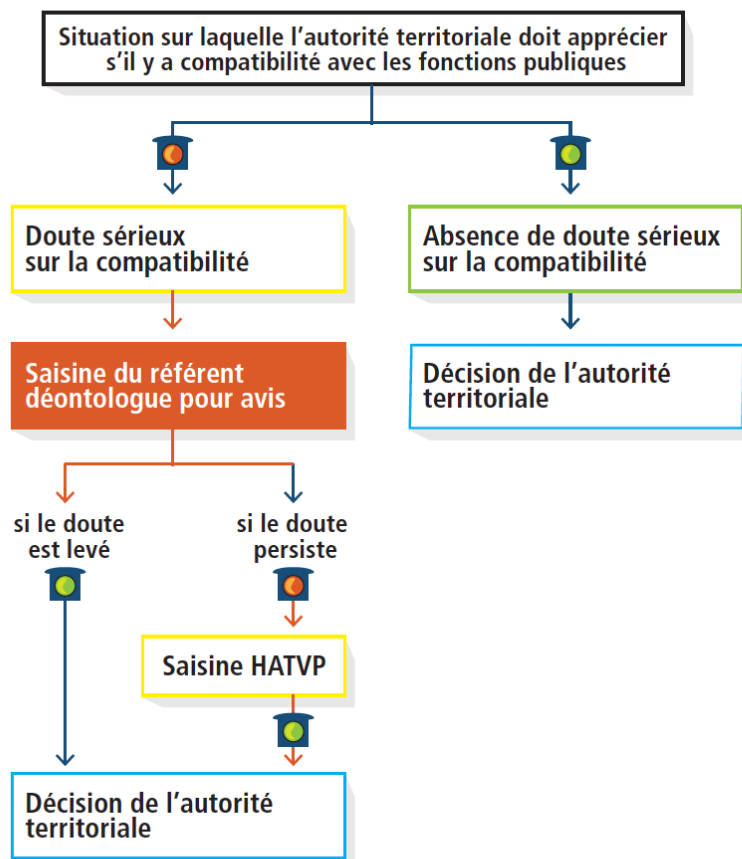 Situation sur laquelle l’autorité territoriale doit apprécier
s’il y a compatibilité avec les fonctions publiques
Doute sérieux
sur la compatibilité
Absence de doute sérieux
sur la compatibilité
Saisine du référent
déontologue pour avis
Décision de l’autorité
territoriale
si le doute
est levé
si le doute
persiste
Saisine HATVP
Décision de l’autorité
territoriale